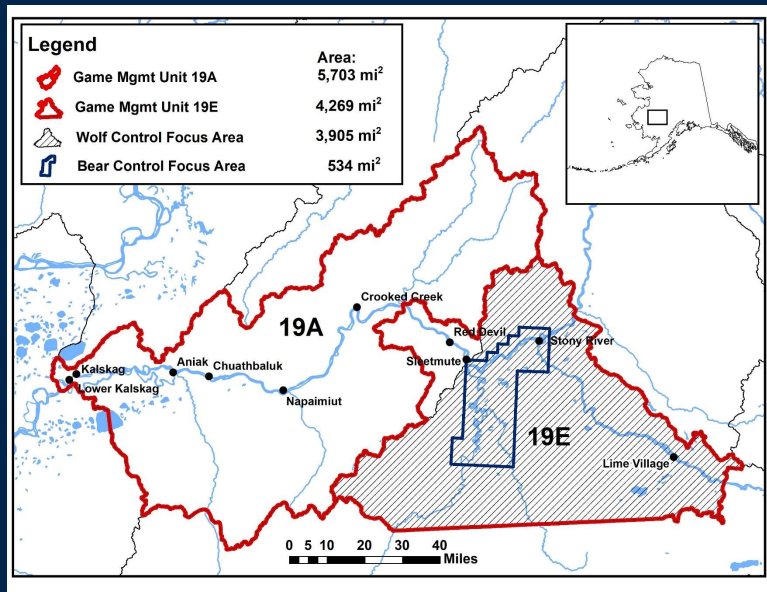 Legend
Area:
Game Mgmt Unit 19A 5,703 mi²
Game Mgmt Unit 19E 4,269 mi²
Wolf Control Focus Area 3,905 mi²
Bear Control Focus Area 534 mi²
Crooked Creek
19A
Red Devil
Stony River
Sleetmute
Aniak
Chuathbaluk
Kalskag
Lower Kalskag
Napaimiut
19E
Lime Village
0 5 10 20 30 40
Miles